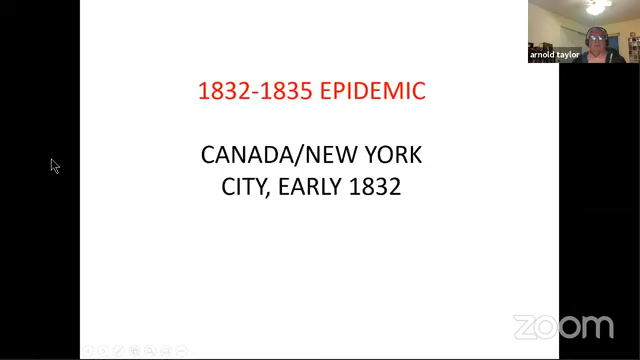 1832-1835 EPIDEMIC
CANADA/NEW YORK
CITY, EARLY 1832
arnold taylor
zoom